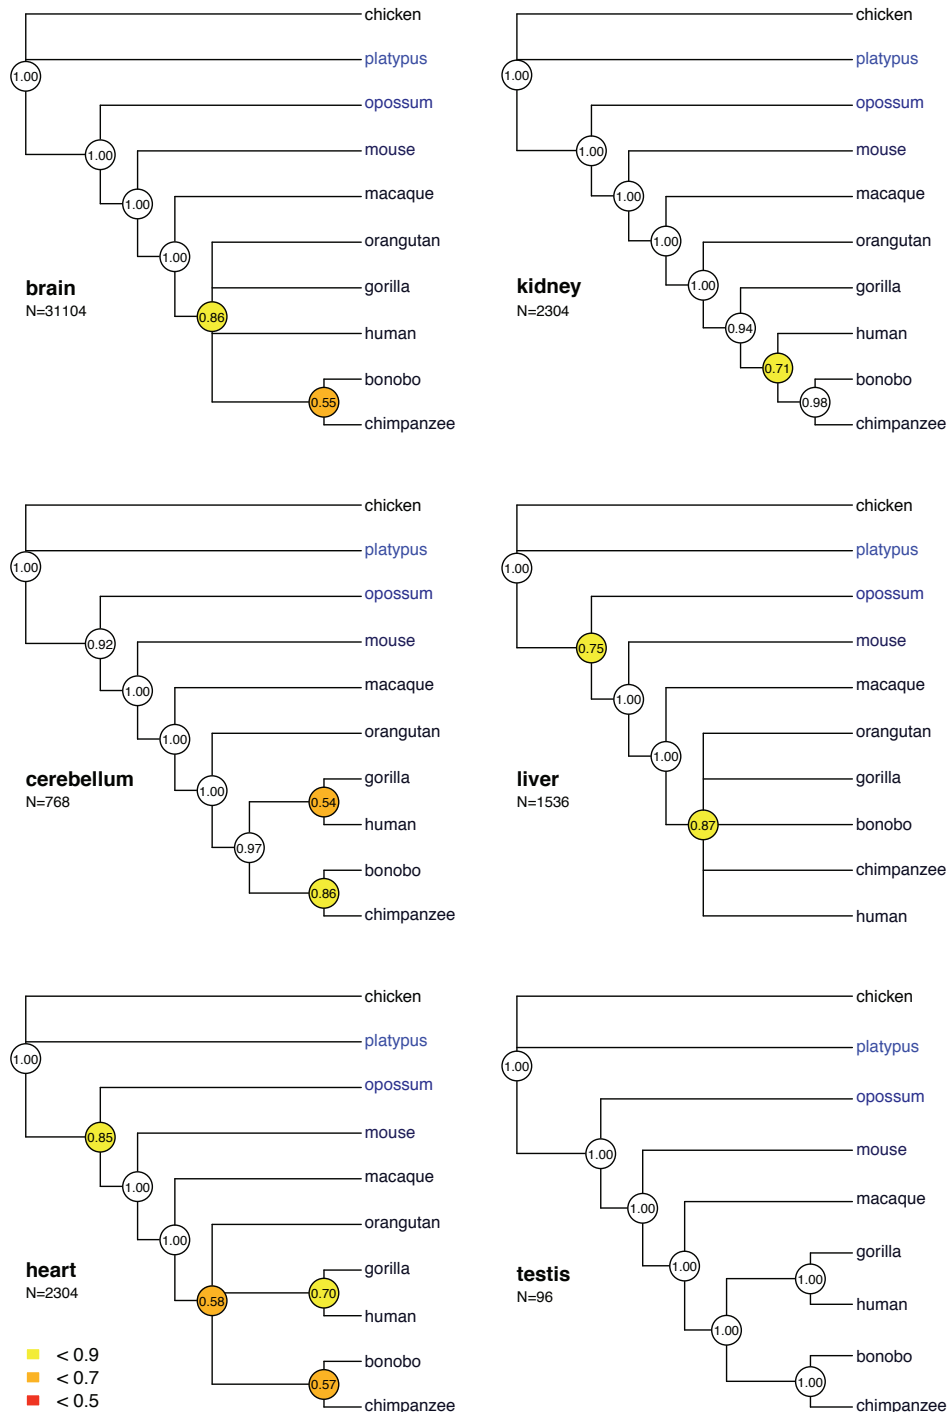 chicken
platypus
1.00
opossum
1.00
mouse
1.00
macaque
1.00
orangutan
brain
N=31104
gorilla
0.86
human
bonobo
0.55
chimpanzee
chicken
platypus
1.00
opossum
1.00
mouse
1.00
macaque
1.00
orangutan
kidney
N=2304
1.00
gorilla
0.94
human
0.71
bonobo
0.98
chimpanzee
chicken
platypus
1.00
opossum
0.92
mouse
1.00
macaque
1.00
orangutan
cerebellum
N=768
1.00
gorilla
0.54
human
0.97
bonobo
0.86
chimpanzee
chicken
platypus
1.00
opossum
0.75
mouse
1.00
macaque
1.00
orangutan
liver
N=1536
gorilla
0.87
bonobo
chimpanzee
human
chicken
platypus
1.00
opossum
0.85
mouse
1.00
macaque
1.00
orangutan
heart
N=2304
gorilla
0.70
0.58
human
bonobo
0.57
chimpanzee
< 0.9
< 0.7
< 0.5
chicken
platypus
1.00
opossum
1.00
mouse
1.00
macaque
1.00
testis
N=96
gorilla
1.00
human
1.00
bonobo
1.00
chimpanzee